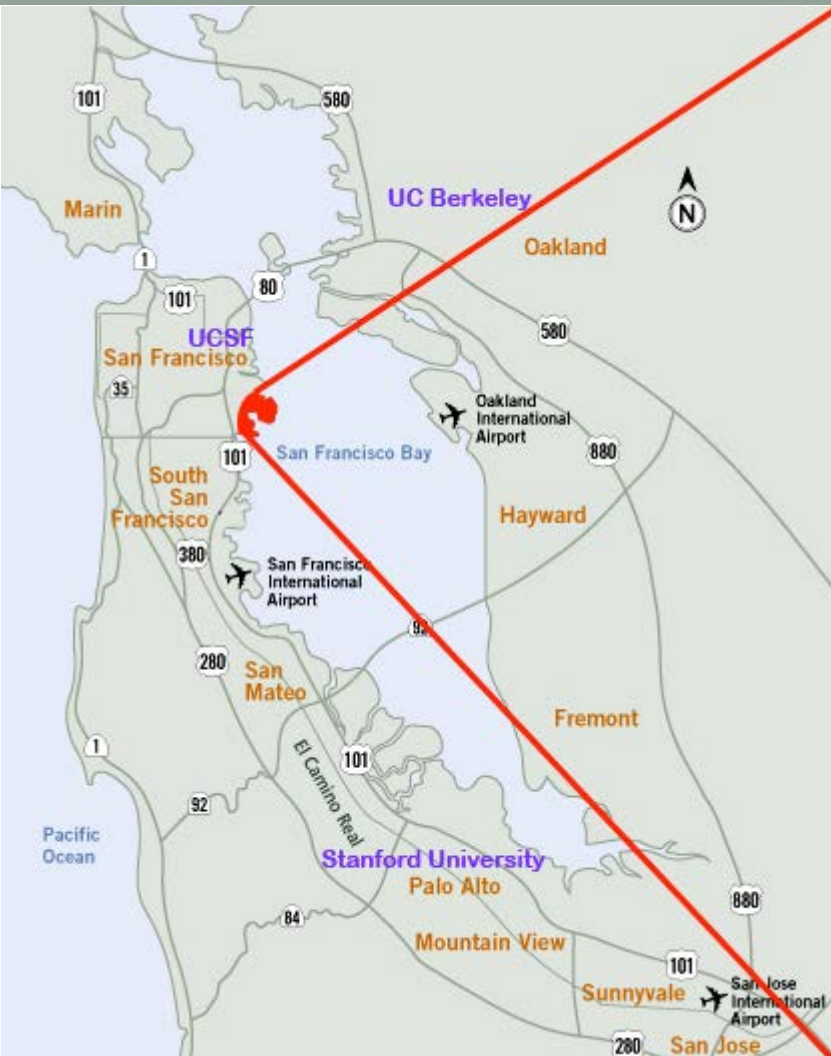 101
580
Marin
UC Berkeley
N
Oakland
1
101
80
UCSF
San Francisco
580
35
Oakland
International
Airport
101
San Francisco Bay
880
South
San
Francisco
Hayward
380
San Francisco
International
Airport
92
280
San
Mateo
Fremont
1
101
El Camino Real
92
Pacific
Ocean
Stanford University
Palo Alto
880
84
Mountain View
101
Sunnyvale
San Jose
International
Airport
280
San Jose